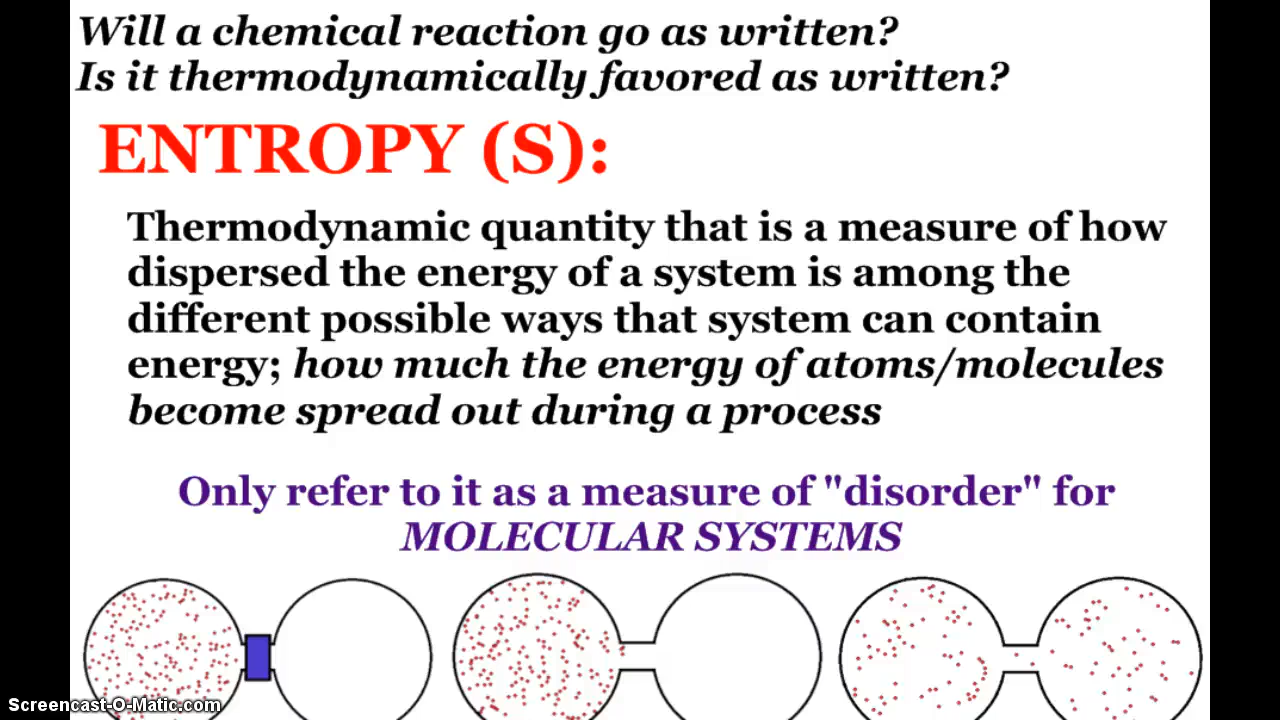 Will a chemical reaction go as written?
Is it thermodynamically favored as written?
ENTROPY (S):
Thermodynamic quantity that is a measure of how
dispersed the energy of a system is among the
different possible ways that system can contain
energy; how much the energy of atoms/molecules
become spread out during a process
Only refer to it as a measure of "disorder" for
MOLECULAR SYSTEMS
Screencast-O-Matic.com